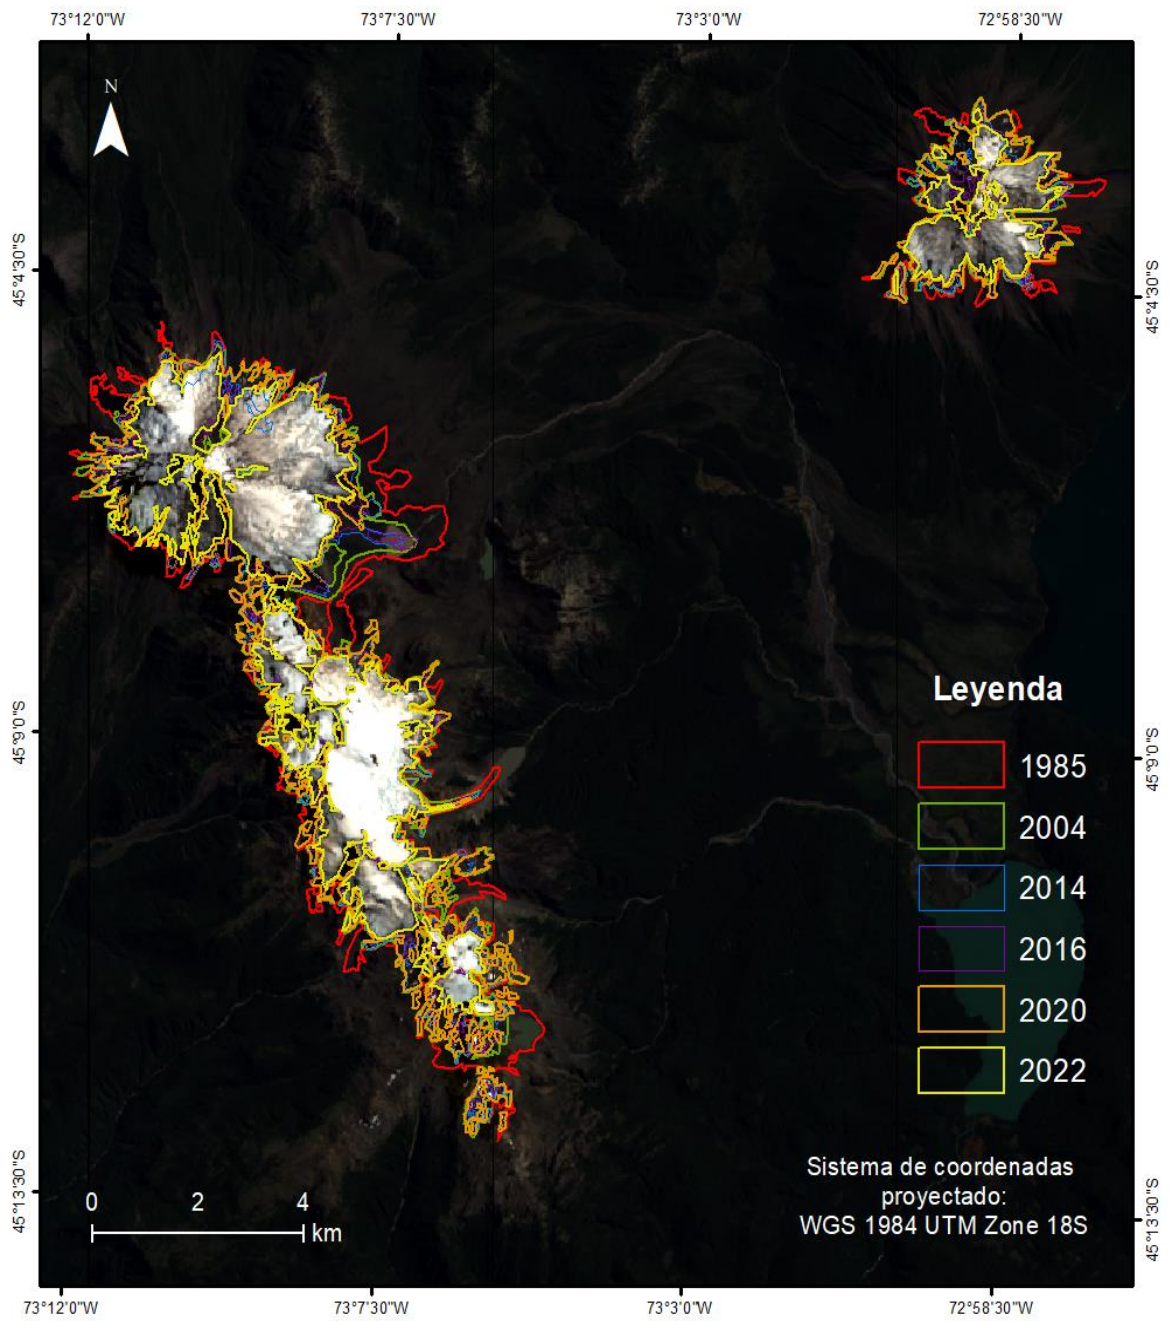 73°12'0"W
73°7'30"W
73°3'0"W
72°58'30"W
N
45°4'30"S
45°4'30"S
45°9'0"S
45°9'0"S
Leyenda
1985
2004
2014
2016
2020
2022
Sistema de coordenadas
proyectado:
WGS 1984 UTM Zone 18S
45°13'30"S
45°13'30"S
0 2 4
km
73°12'0"W
73°7'30"W
73°3'0"W
72°58'30"W